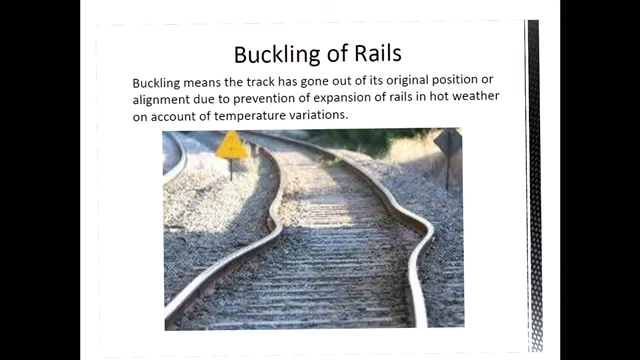 Buckling of Rails
Buckling means the track has gone out of its original position or
alignment due to prevention of expansion of rails in hot weather
on account of temperature variations.